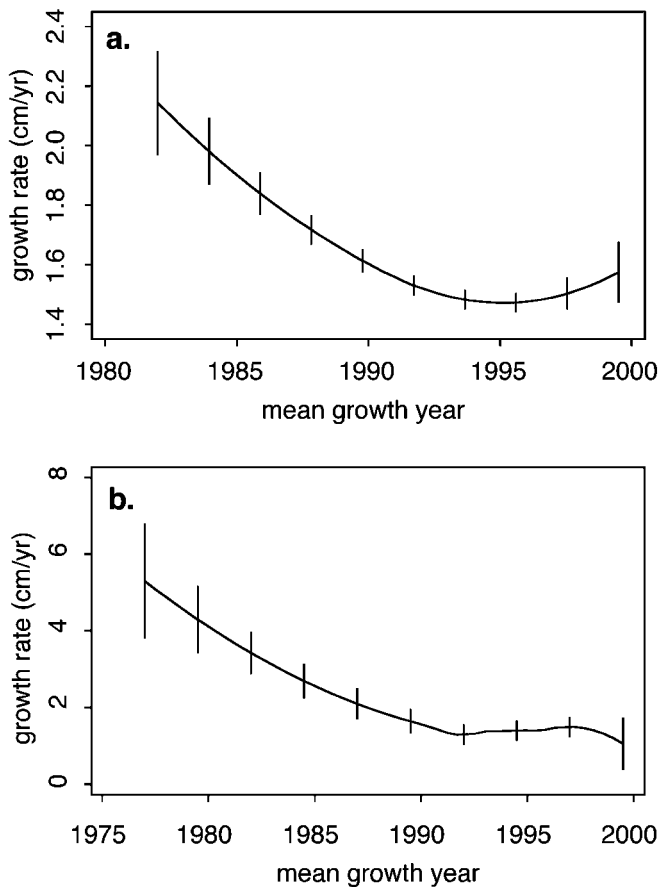 a.
growth rate (cm/yr)
2.4
2.2
2.0
1.8
1.6
1.4
1980 1985 1990 1995 2000
mean growth year
b.
growth rate (cm/yr)
8
6
4
2
0
1975 1980 1985 1990 1995 2000
mean growth year